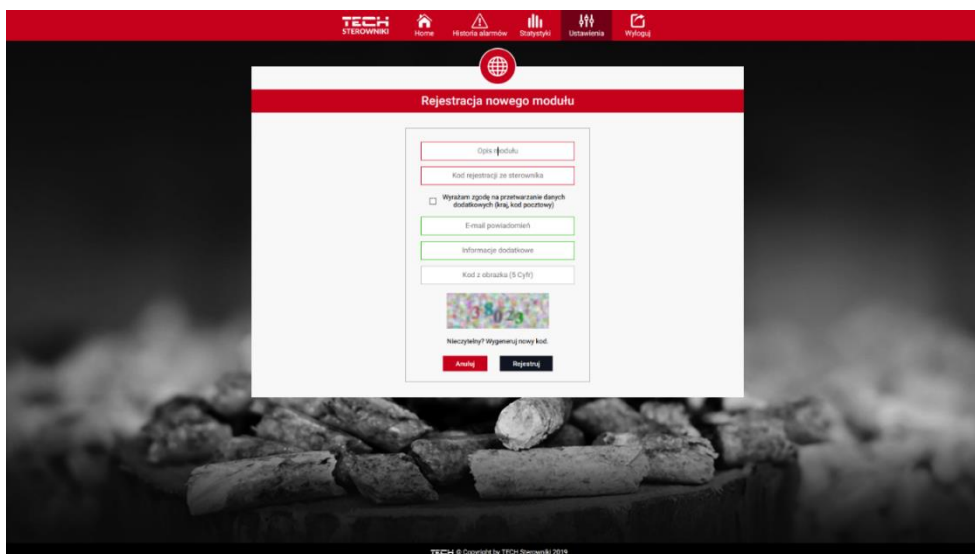 TECH
STEROWNIKI
Home
Historia alarmów
Statystyki
Ustawienia
Wyloguj
Rejestracja nowego modułu
Opis modułu
Kod rejestracji ze sterownika
Wyrażam zgodę na przetwarzanie danych
dodatkowych (kraj, kod pocztowy)
E-mail powiadomień
Informacje dodatkowe
Kod z obrazka (5 Cyfr)
38023
Nieczytelny? Wygeneruj nowy kod.
Anuluj
Rejestruj
TECH © Copyright by TECH Sterowniki 2019